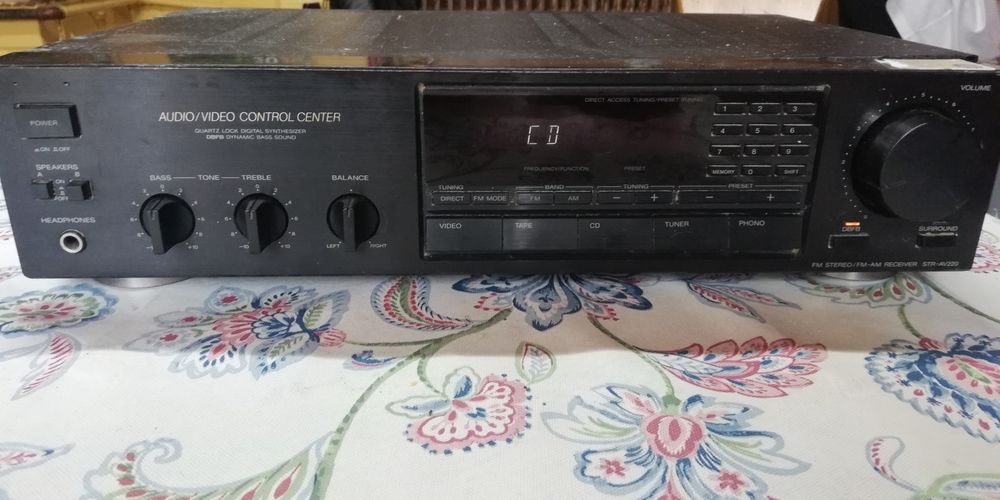 POWER
ON OFF
SPEAKERS
A B
ON
OFF
HEADPHONES
AUDIO/VIDEO CONTROL CENTER
QUARTZ LOCK DIGITAL SYNTHESIZER
DBFB DYNAMIC BASS SOUND
BASS TONE TREBLE
BALANCE
LEFT RIGHT
DIRECT ACCESS TUNING/PRESET TUNING
CD
FREQUENCY/FUNCTION PRESET
1 2 3
4 5 6
7 8 9
MEMORY 0 SHIFT
TUNING BAND TUNING PRESET
DIRECT FM MODE FM AM − + − +
VIDEO TAPE CD TUNER PHONO
VOLUME
DBFB SURROUND
FM STEREO/FM-AM RECEIVER STR-AV220